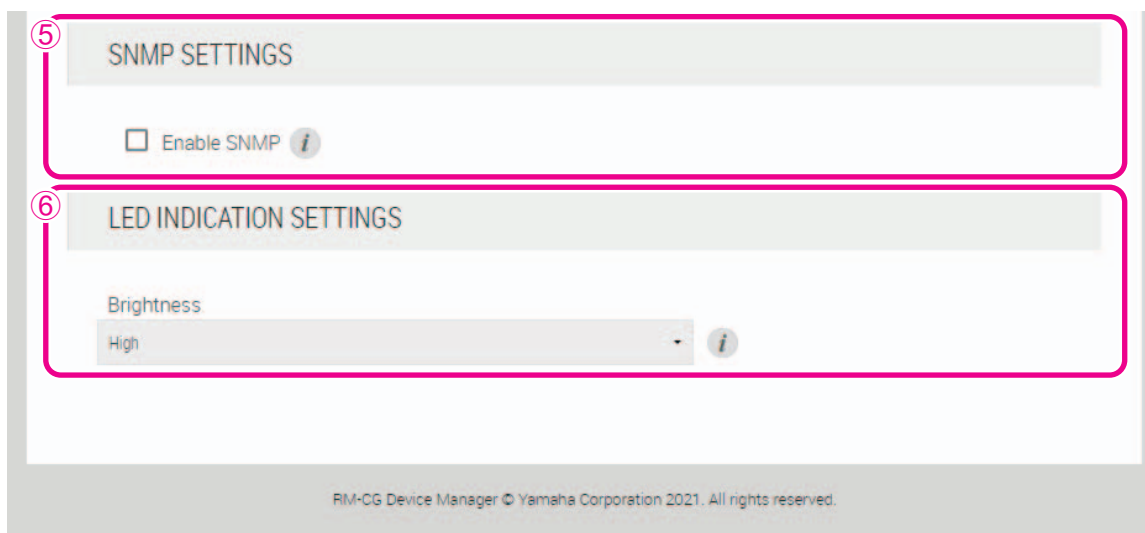 ⑤
SNMP SETTINGS
Enable SNMP i
⑥
LED INDICATION SETTINGS
Brightness
High i
RM-CG Device Manager © Yamaha Corporation 2021. All rights reserved.